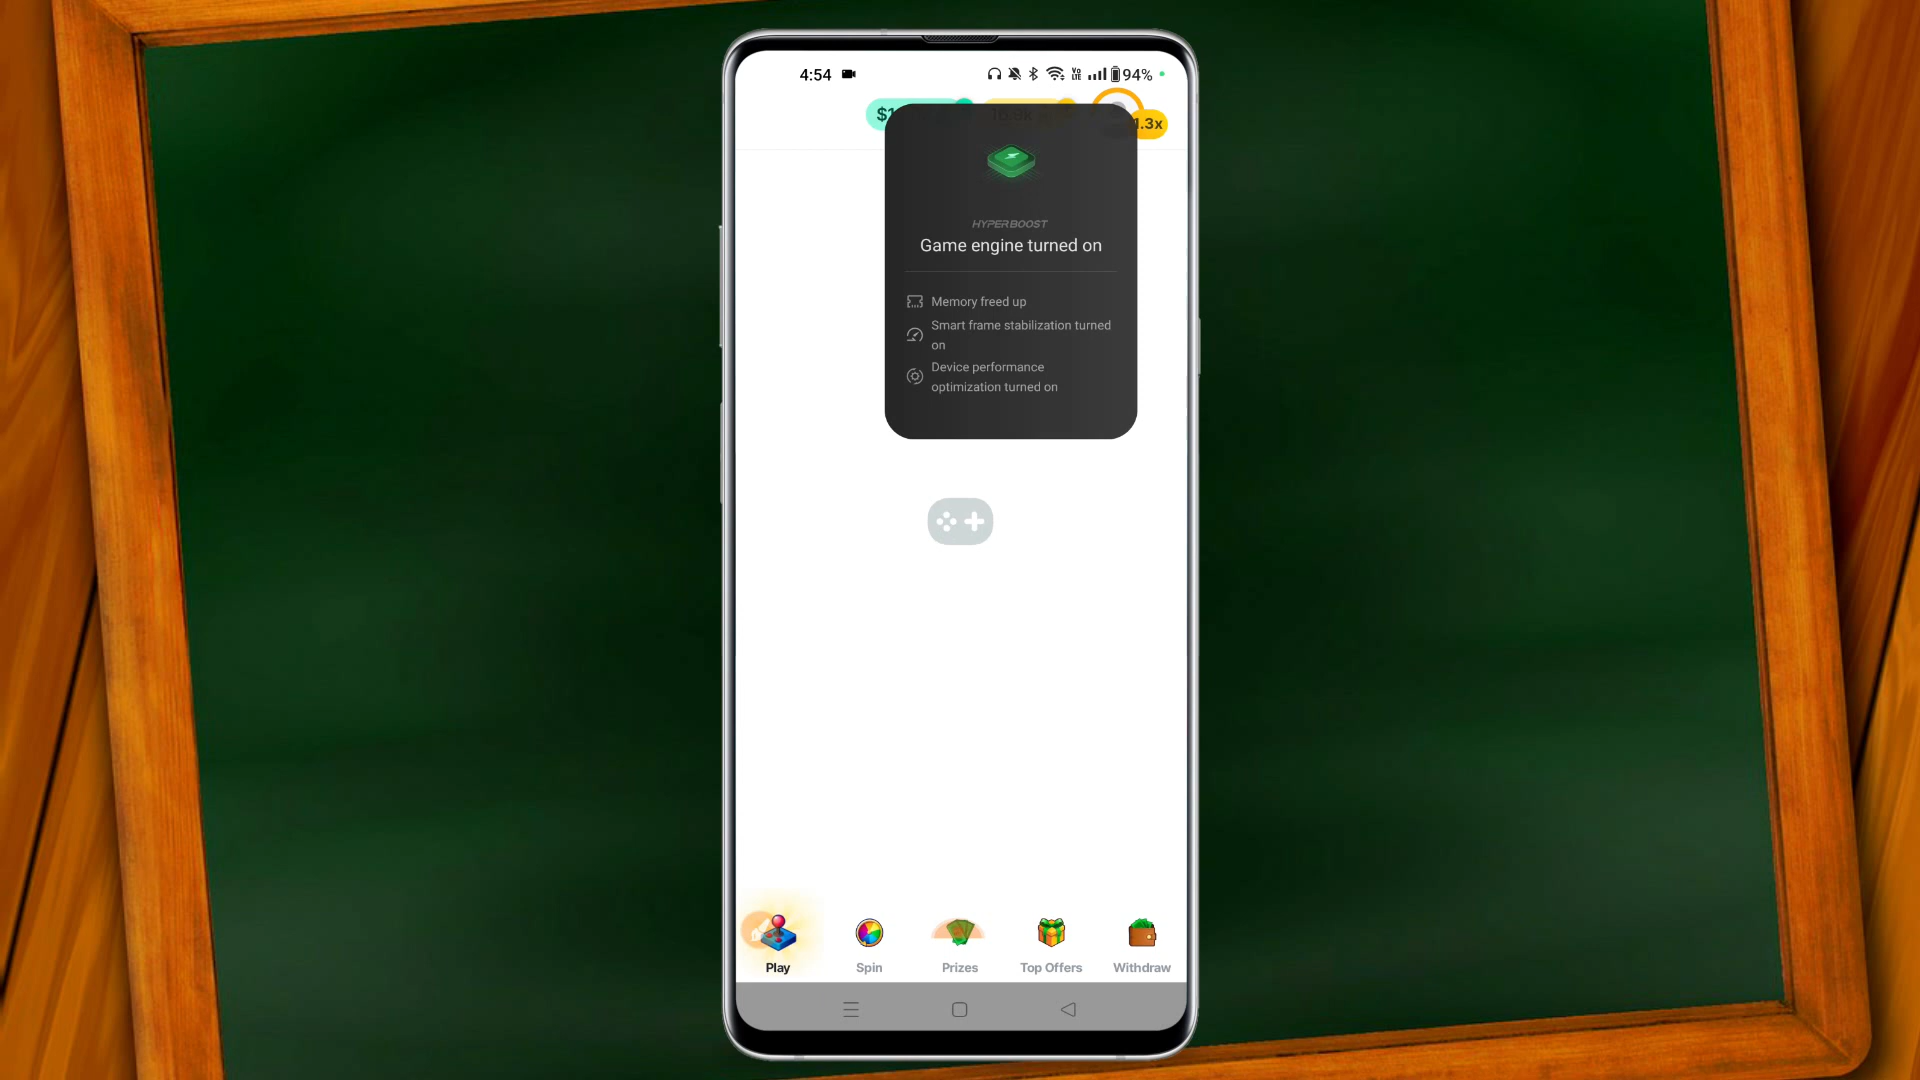 4:54
94%
1.3x
HYPERBOOST
Game engine turned on
Memory freed up
Smart frame stabilization turned
on
Device performance
optimization turned on
Play
Spin
Prizes
Top Offers
Withdraw